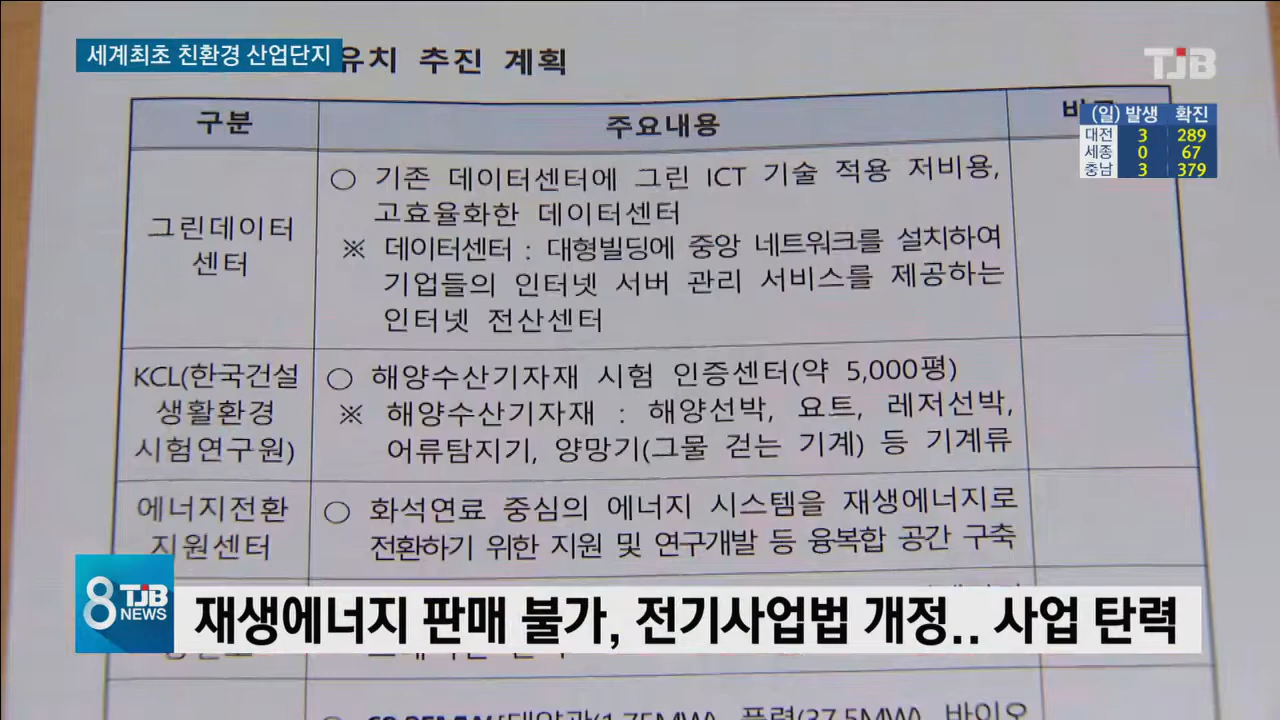 세계최초 친환경 산업단지
유치 추진 계획
TJB
(일) 발생 확진
대전 3 289
세종 0 67
충남 3 379
구분 주요내용
그린데이터
센터
○ 기존 데이터센터에 그린 ICT 기술 적용 저비용,
고효율화한 데이터센터
※ 데이터센터 : 대형빌딩에 중앙 네트워크를 설치하여
기업들의 인터넷 서버 관리 서비스를 제공하는
인터넷 전산센터
KCL(한국건설
생활환경
시험연구원)
○ 해양수산기자재 시험 인증센터(약 5,000평)
※ 해양수산기자재 : 해양선박, 요트, 레저선박,
어류탐지기, 양망기(그물 걷는 기계) 등 기계류
에너지전환
지원센터
○ 화석연료 중심의 에너지 시스템을 재생에너지로
전환하기 위한 지원 및 연구개발 등 융복합 공간 구축
8 TJB NEWS
재생에너지 판매 불가, 전기사업법 개정.. 사업 탄력
[태양광(1.75MW), 풍력(37.5MW), 바이오